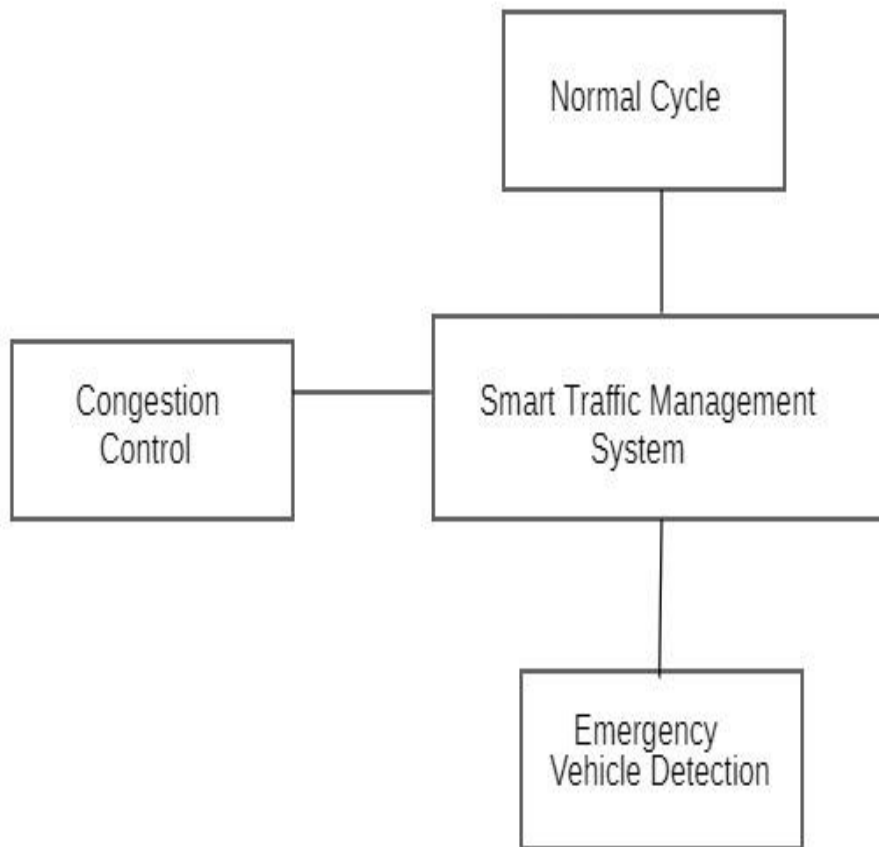 Normal Cycle
Congestion
Control
Smart Traffic Management
System
Emergency
Vehicle Detection